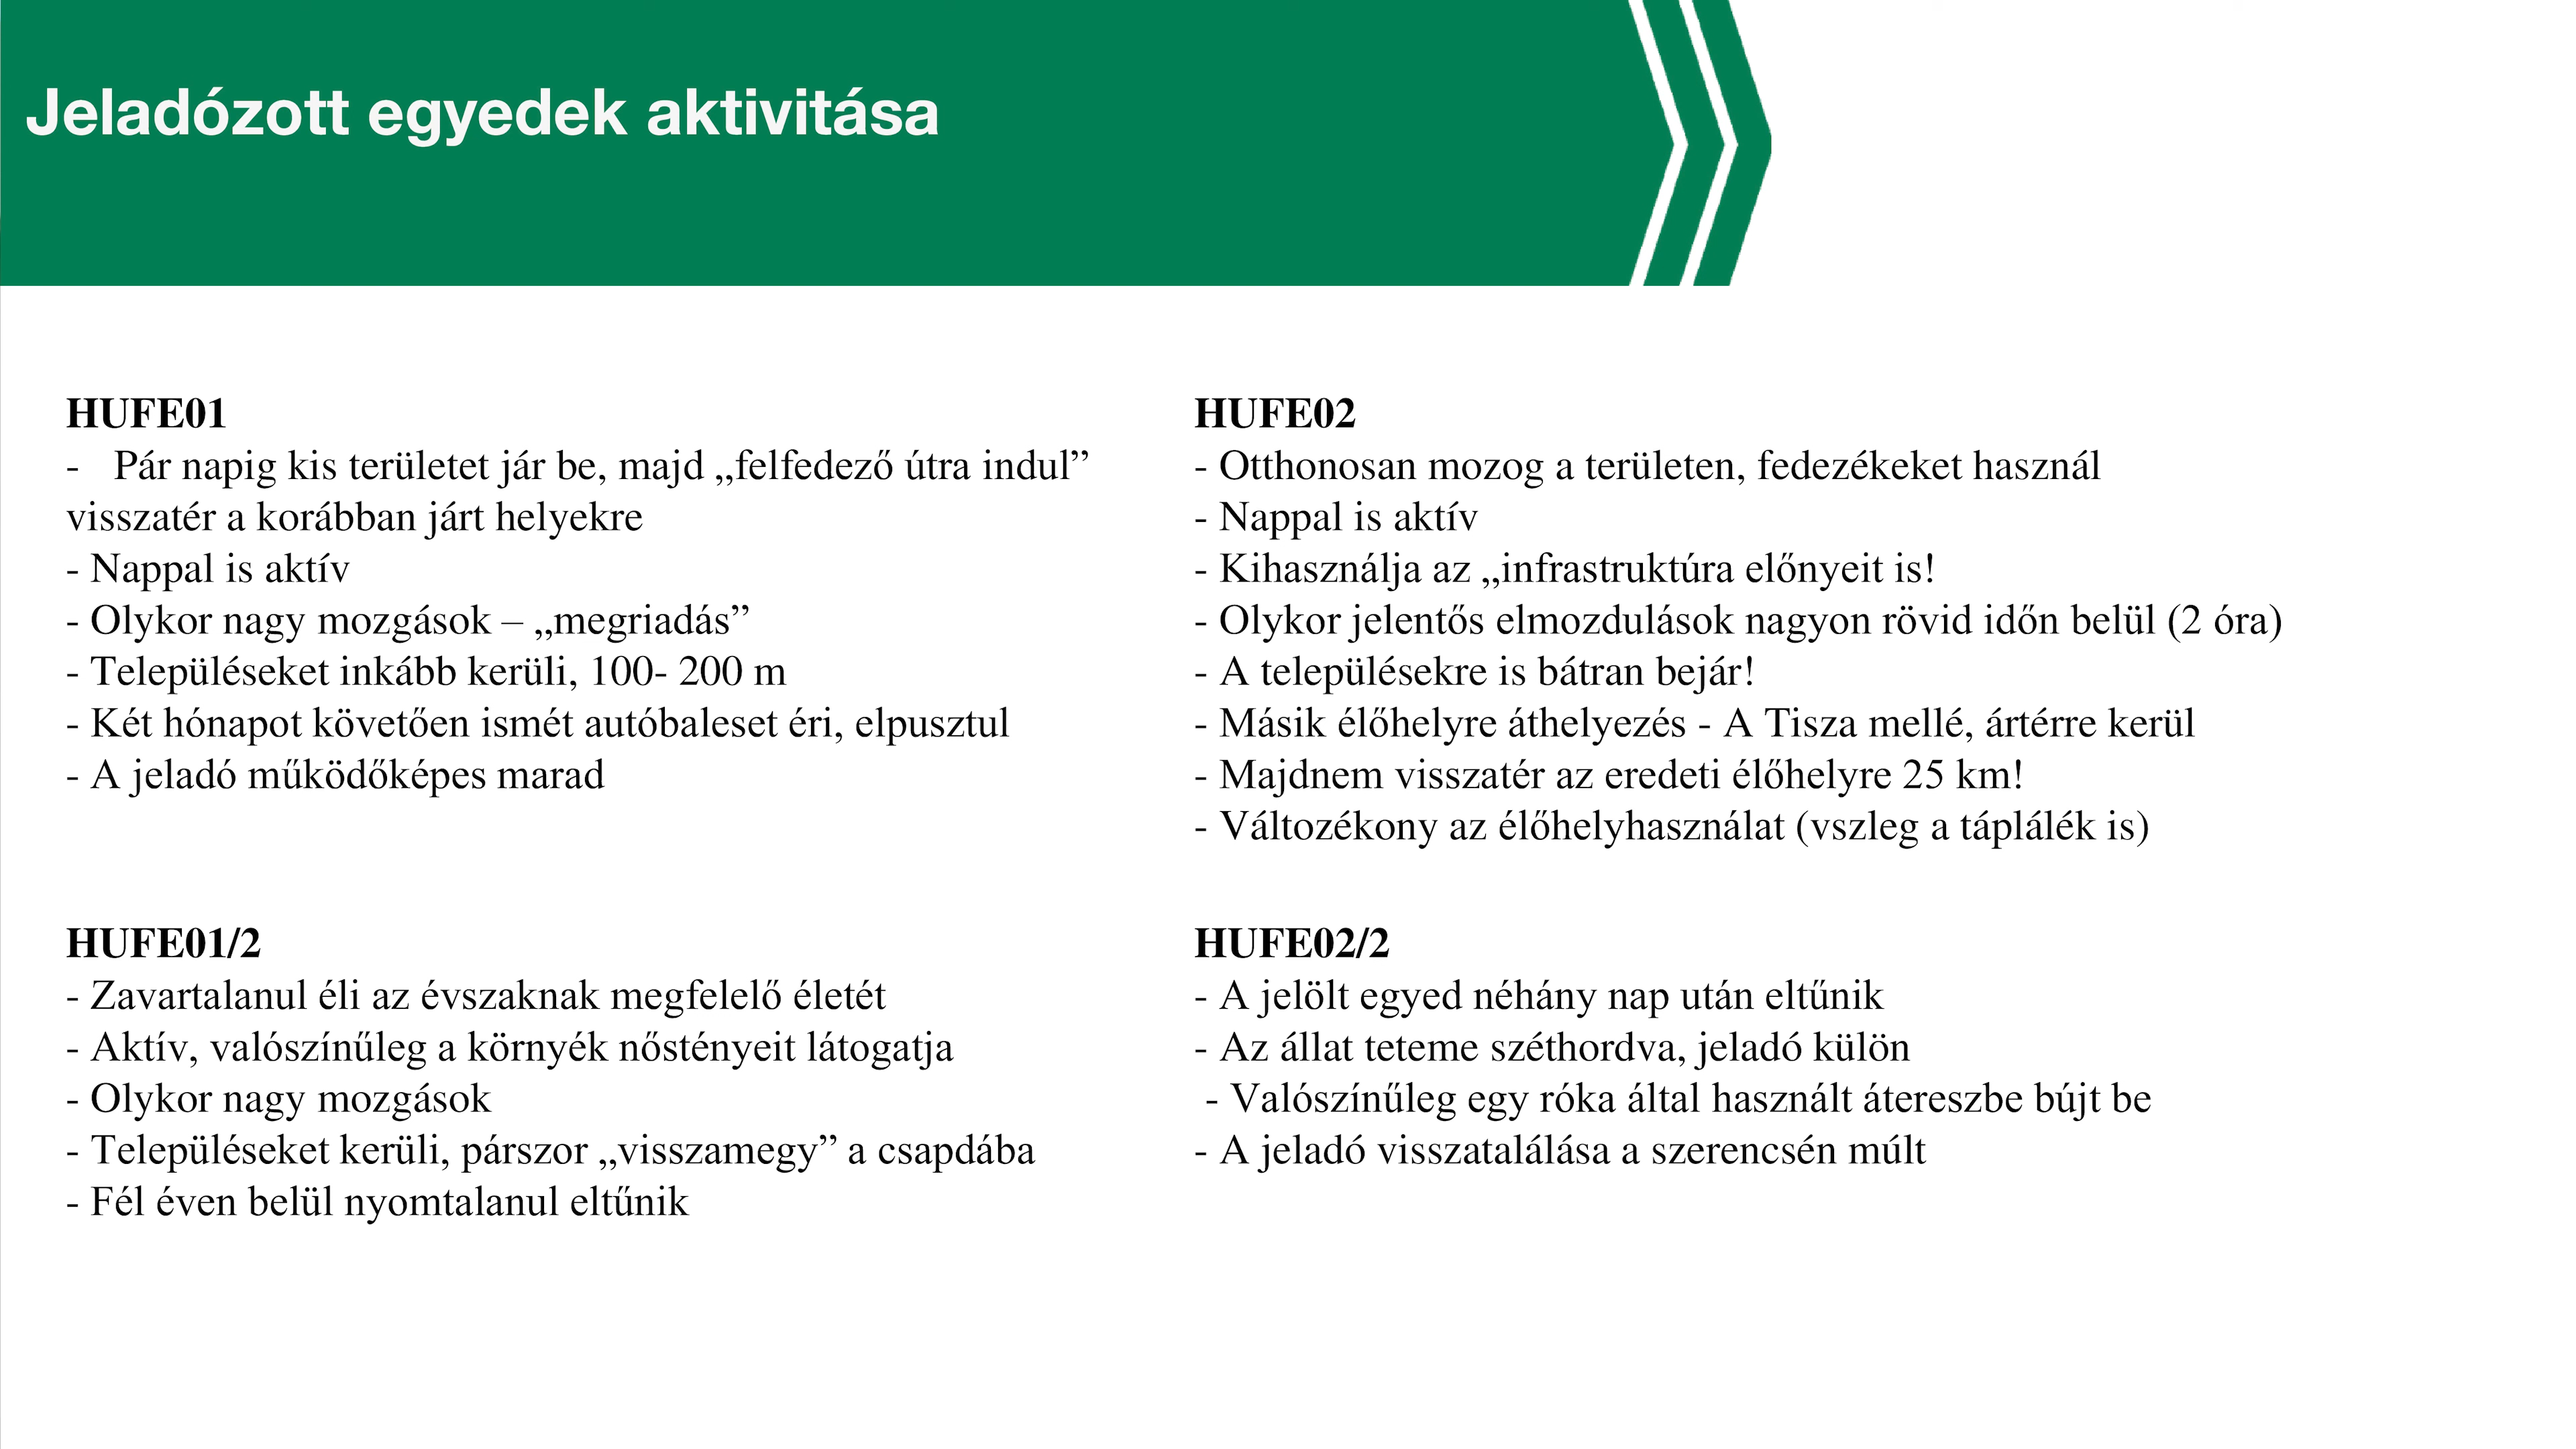 Jeladózott egyedek aktivitása
HUFE01
- Pár napig kis területet jár be, majd „felfedező útra indul”
visszatér a korábban járt helyekre
- Nappal is aktív
- Olykor nagy mozgások – „megriadás”
- Településeket inkább kerüli, 100- 200 m
- Két hónapot követően ismét autóbaleset éri, elpusztul
- A jeladó működőképes marad
HUFE01/2
- Zavartalanul éli az évszaknak megfelelő életét
- Aktív, valószínűleg a környék nőstényeit látogatja
- Olykor nagy mozgások
- Településeket kerüli, párszor „visszamegy” a csapdába
- Fél éven belül nyomtalanul eltűnik
HUFE02
- Otthonosan mozog a területen, fedezékeket használ
- Nappal is aktív
- Kihasználja az „infrastruktúra előnyeit is!
- Olykor jelentős elmozdulások nagyon rövid időn belül (2 óra)
- A településekre is bátran bejár!
- Másik élőhelyre áthelyezés - A Tisza mellé, ártérre kerül
- Majdnem visszatér az eredeti élőhelyre 25 km!
- Változékony az élőhelyhasználat (vszleg a táplálék is)
HUFE02/2
- A jelölt egyed néhány nap után eltűnik
- Az állat teteme széthordva, jeladó külön
- Valószínűleg egy róka által használt átereszbe bújt be
- A jeladó visszatalálása a szerencsén múlt